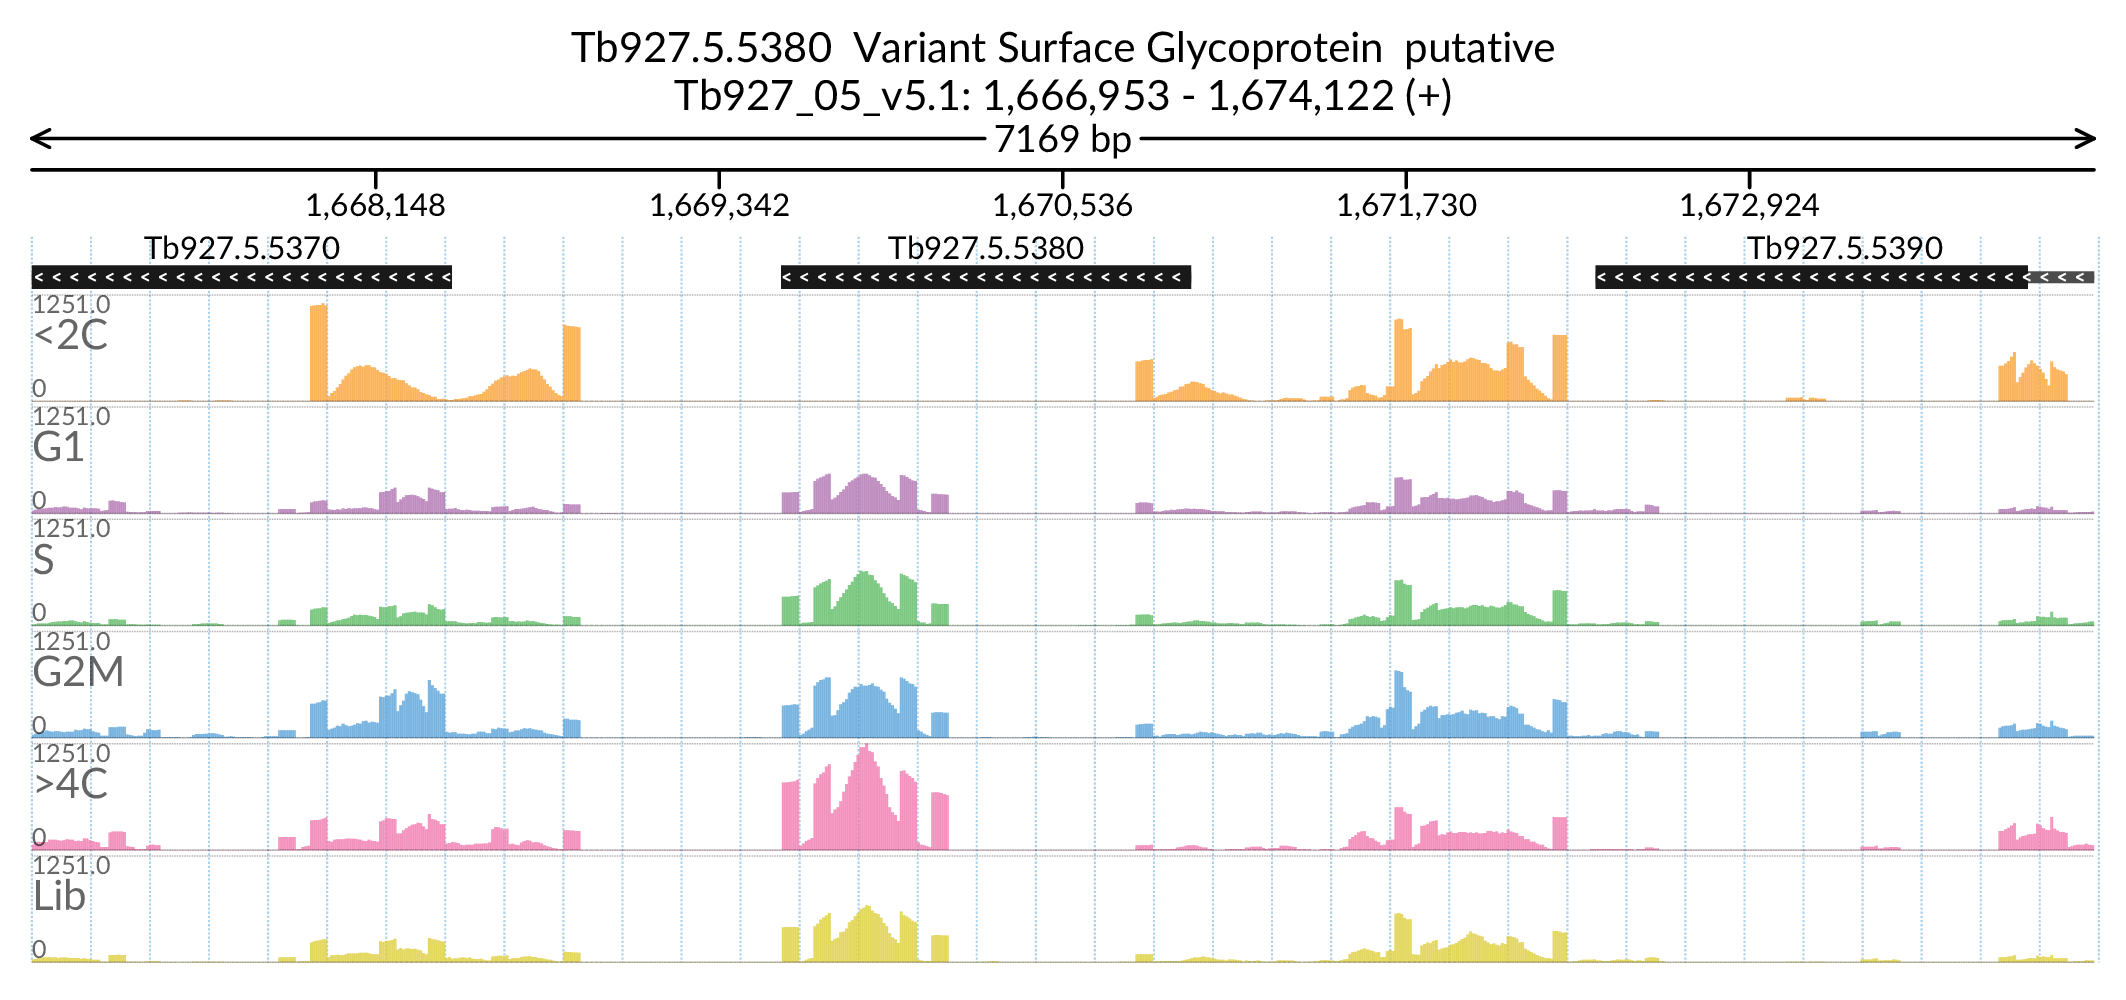 Tb927.5.5380  Variant Surface Glycoprotein  putative
Tb927_05_v5.1: 1,666,953 - 1,674,122 (+)
7169 bp
1,668,148 1,669,342 1,670,536 1,671,730 1,672,924
Tb927.5.5370 Tb927.5.5380 Tb927.5.5390
1251.0
<2C
0
1251.0
G1
0
1251.0
S
0
1251.0
G2M
0
1251.0
>4C
0
1251.0
Lib
0